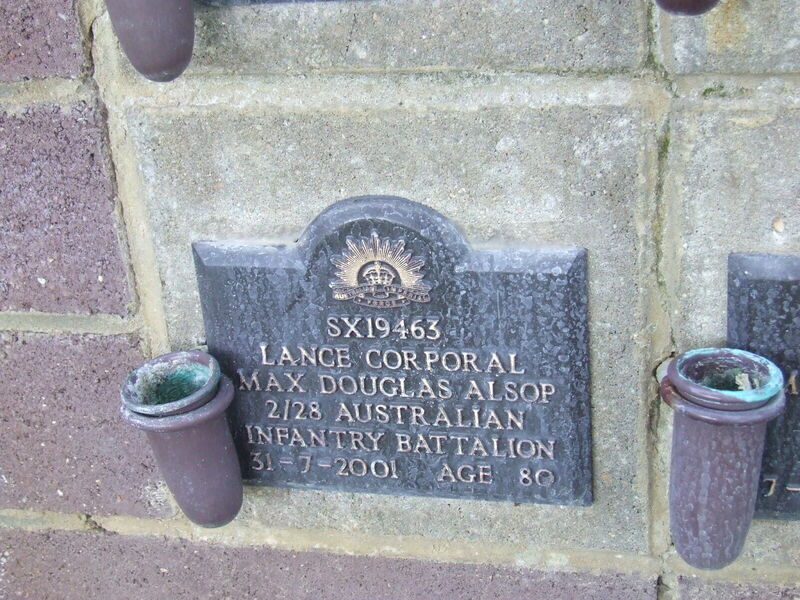 SX19463
LANCE CORPORAL
MAX DOUGLAS ALSOP
2/28 AUSTRALIAN
INFANTRY BATTALION
31-7-2001 AGE 80